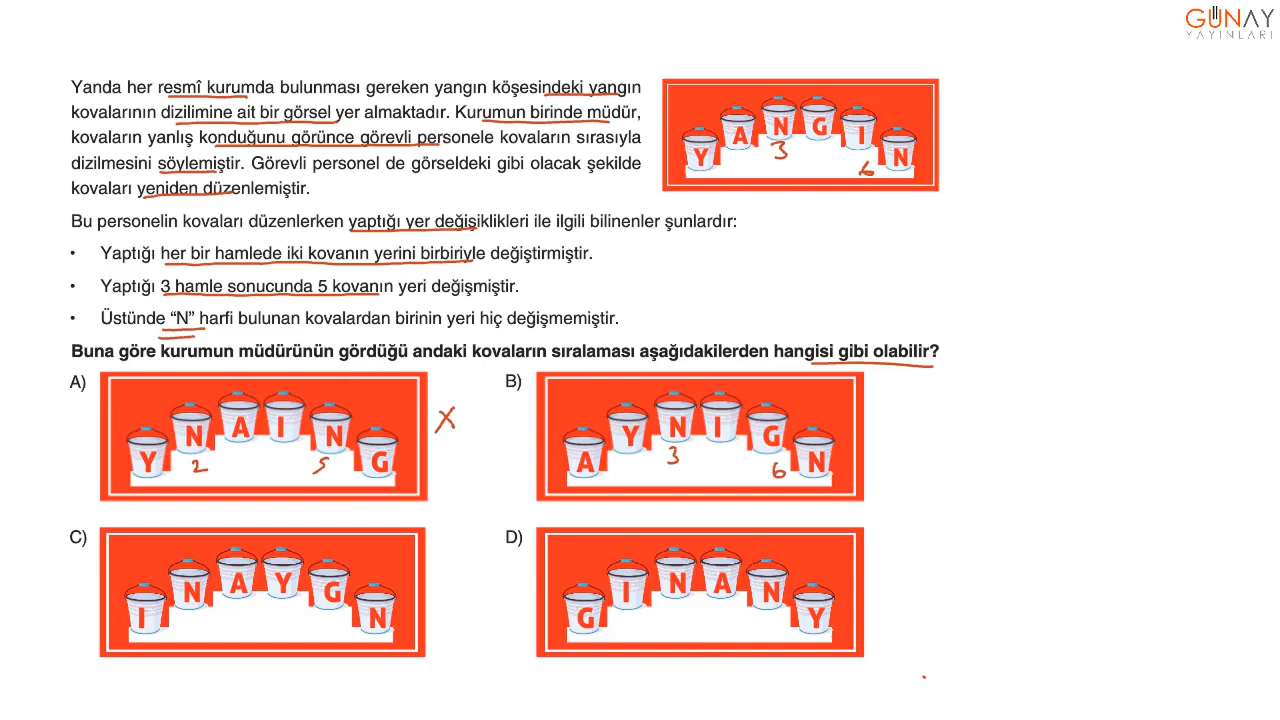 GÜNAY
YAYINLARI
Yanda her resmî kurumda bulunması gereken yangın köşesindeki yangın
kovalarının dizilimine ait bir görsel yer almaktadır. Kurumun birinde müdür,
kovaların yanlış konduğunu görünce görevli personele kovaların sırasıyla
dizilmesini söylemiştir. Görevli personel de görseldeki gibi olacak şekilde
kovaları yeniden düzenlemiştir.
Y A N G I N
3 6
Bu personelin kovaları düzenlerken yaptığı yer değişiklikleri ile ilgili bilinenler şunlardır:
• Yaptığı her bir hamlede iki kovanın yerini birbiriyle değiştirmiştir.
• Yaptığı 3 hamle sonucunda 5 kovanın yeri değişmiştir.
• Üstünde “N” harfi bulunan kovalardan birinin yeri hiç değişmemiştir.
Buna göre kurumun müdürünün gördüğü andaki kovaların sıralaması aşağıdakilerden hangisi gibi olabilir?
A)
Y N A I N G
2 5
X
B)
A Y N I G N
3 6
C)
I N A Y G N
D)
G I N A N Y